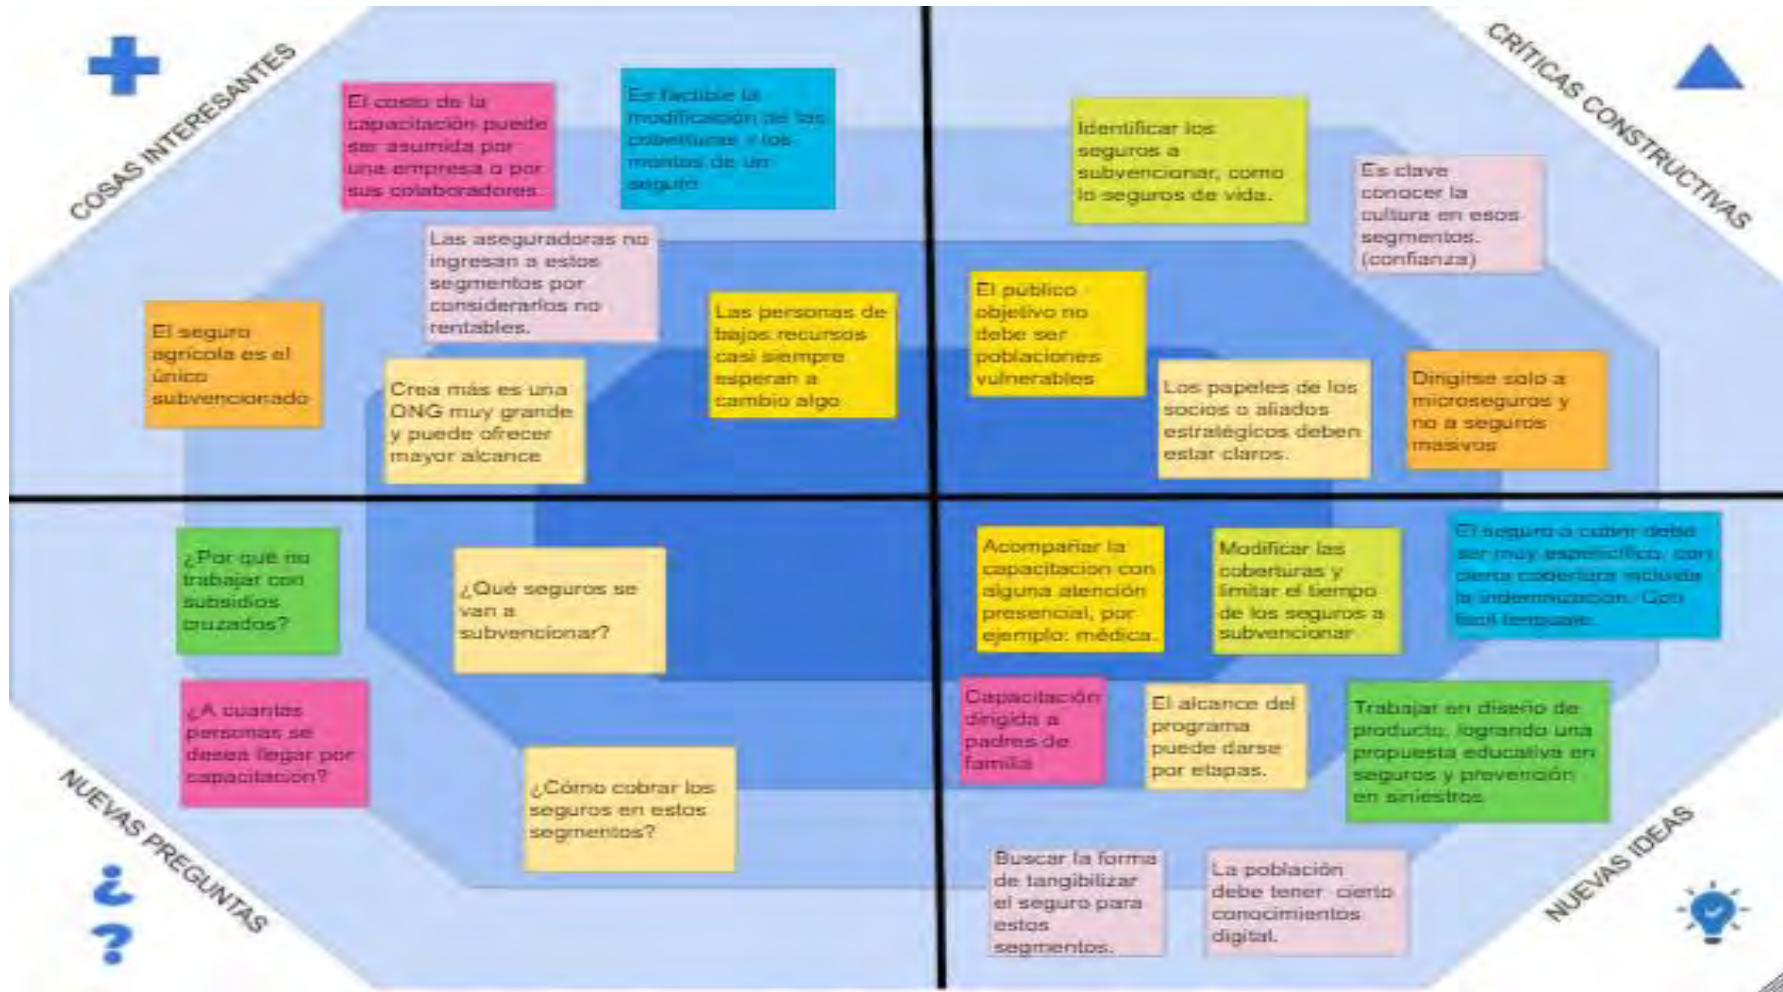 COSAS INTERESANTES
El costo de la
capacitación puede
ser asumida por
una empresa o por
sus colaboradores.
Es factible la
modificación de las
coberturas y los
montos de un
seguro
Las aseguradoras no
ingresan a estos
segmentos por
considerarlos no
rentables.
Las personas de
bajos recursos
casi siempre
esperan a
cambio algo
El seguro
agrícola es el
único
subvencionado
Crea más es una
ONG muy grande
y puede ofrecer
mayor alcance
CRÍTICAS CONSTRUCTIVAS
Identificar los
seguros a
subvencionar, como
lo seguros de vida.
Es clave
conocer la
cultura en esos
segmentos.
(confianza)
El público
objetivo no
debe ser
poblaciones
vulnerables
Los papeles de los
socios o aliados
estratégicos deben
estar claros.
Dirigirse solo a
microseguros y
no a seguros
masivos
NUEVAS PREGUNTAS
¿Por qué no
trabajar con
subsidios
cruzados?
¿Qué seguros se
van a
subvencionar?
¿A cuantas
personas se
desea llegar por
capacitación?
¿Cómo cobrar los
seguros en estos
segmentos?
¿
?
NUEVAS IDEAS
Acompañar la
capacitacion con
alguna atención
presencial, por
ejemplo: médica.
Modificar las
coberturas y
limitar el tiempo
de los seguros a
subvencionar
El seguro a cubrir debe
ser muy especificífico, con
cierta cobertura incluida
la indemnización. Con
fácil lenguaje.
Capacitación
dirigida a
padres de
familia
El alcance del
programa
puede darse
por etapas.
Trabajar en diseño de
producto, logrando una
propuesta educativa en
seguros y prevención
en siniestros
Buscar la forma
de tangibilizar
el seguro para
estos
segmentos.
La población
debe tener cierto
conocimientos
digital.